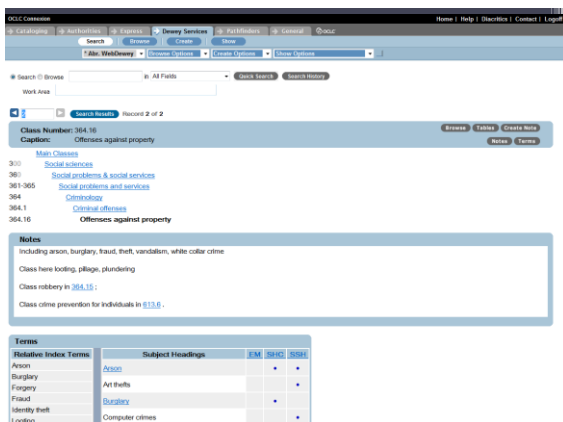 OCLC Connexion Home | Help | Diacritics | Contact | Logoff
Cataloging Authorities Express Dewey Services Pathfinders General OCLC
Search Browse Create Show
* Abr. WebDewey Browse Options Create Options Show Options
Search Browse in All Fields Quick Search Search History
Work Area
2 Search Results Record 2 of 2
Class Number: 364.16 Browse Tables Create Note
Caption: Offenses against property Notes Terms
Main Classes
300 Social sciences
360 Social problems & social services
361-365 Social problems and services
364 Criminology
364.1 Criminal offenses
364.16 Offenses against property
Notes
Including arson, burglary, fraud, theft, vandalism, white collar crime
Class here looting, pillage, plundering
Class robbery in 364.15 ;
Class crime prevention for individuals in 613.6 .
Terms
Relative Index Terms Subject Headings EM SHC SSH
Arson Arson
Burglary Art thefts
Forgery
Fraud Burglary
Identity theft
Looting Computer crimes